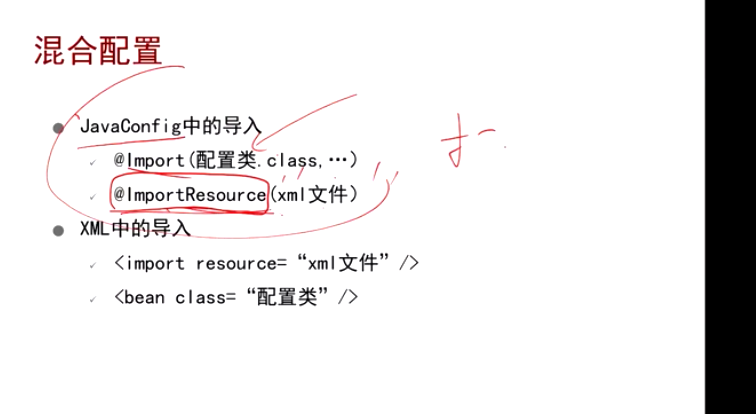 混合配置
JavaConfig中的导入
@Import(配置类.class,…)
@ImportResource(xml文件)
XML中的导入
<import resource=“xml文件”/>
<bean class=“配置类”/>